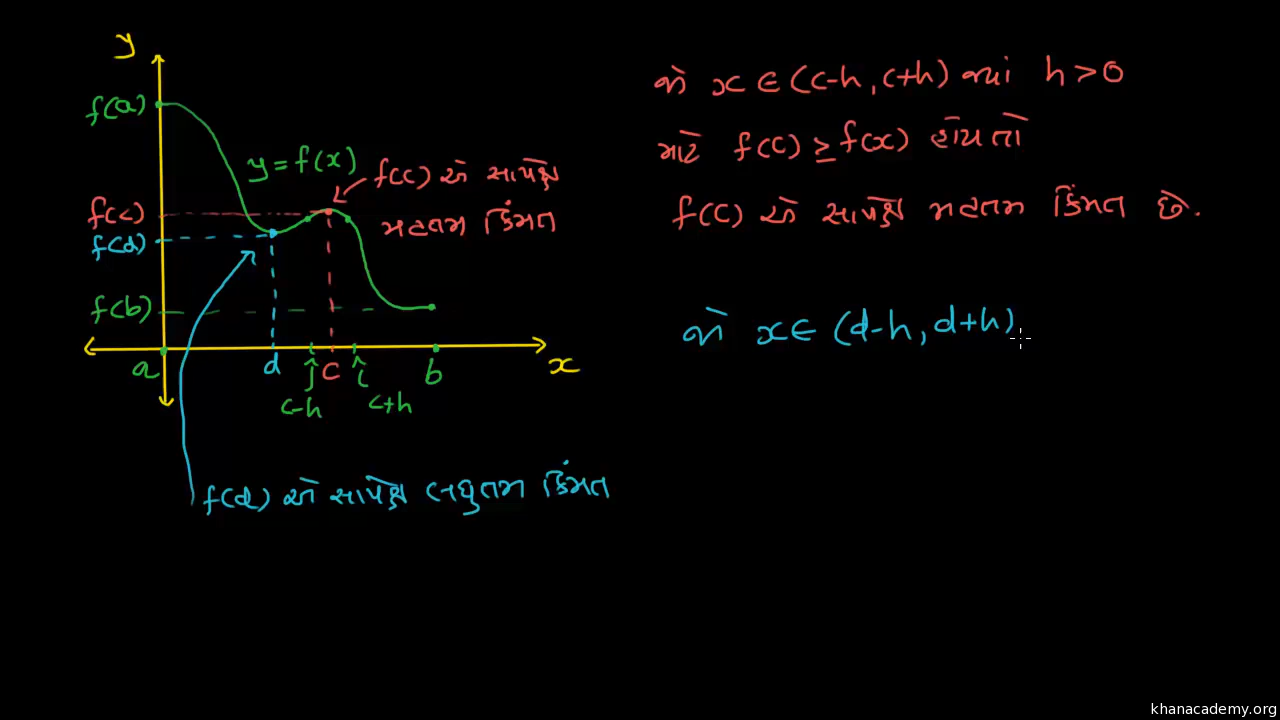 y
f(a)
y = f(x)
f(c) એ સાપેક્ષ
મહત્તમ કિંમત
f(c)
f(d)
f(b)
a d c b x
c-h c+h
f(d) એ સાપેક્ષ લઘુત્તમ કિંમત
જો x ∈ (c-h, c+h) જ્યાં h > 0
માટે f(c) ≥ f(x) હોય તો
f(c) એ સાપેક્ષ મહત્તમ કિંમત છે.
જો x ∈ (d-h, d+h)
khanacademy.org